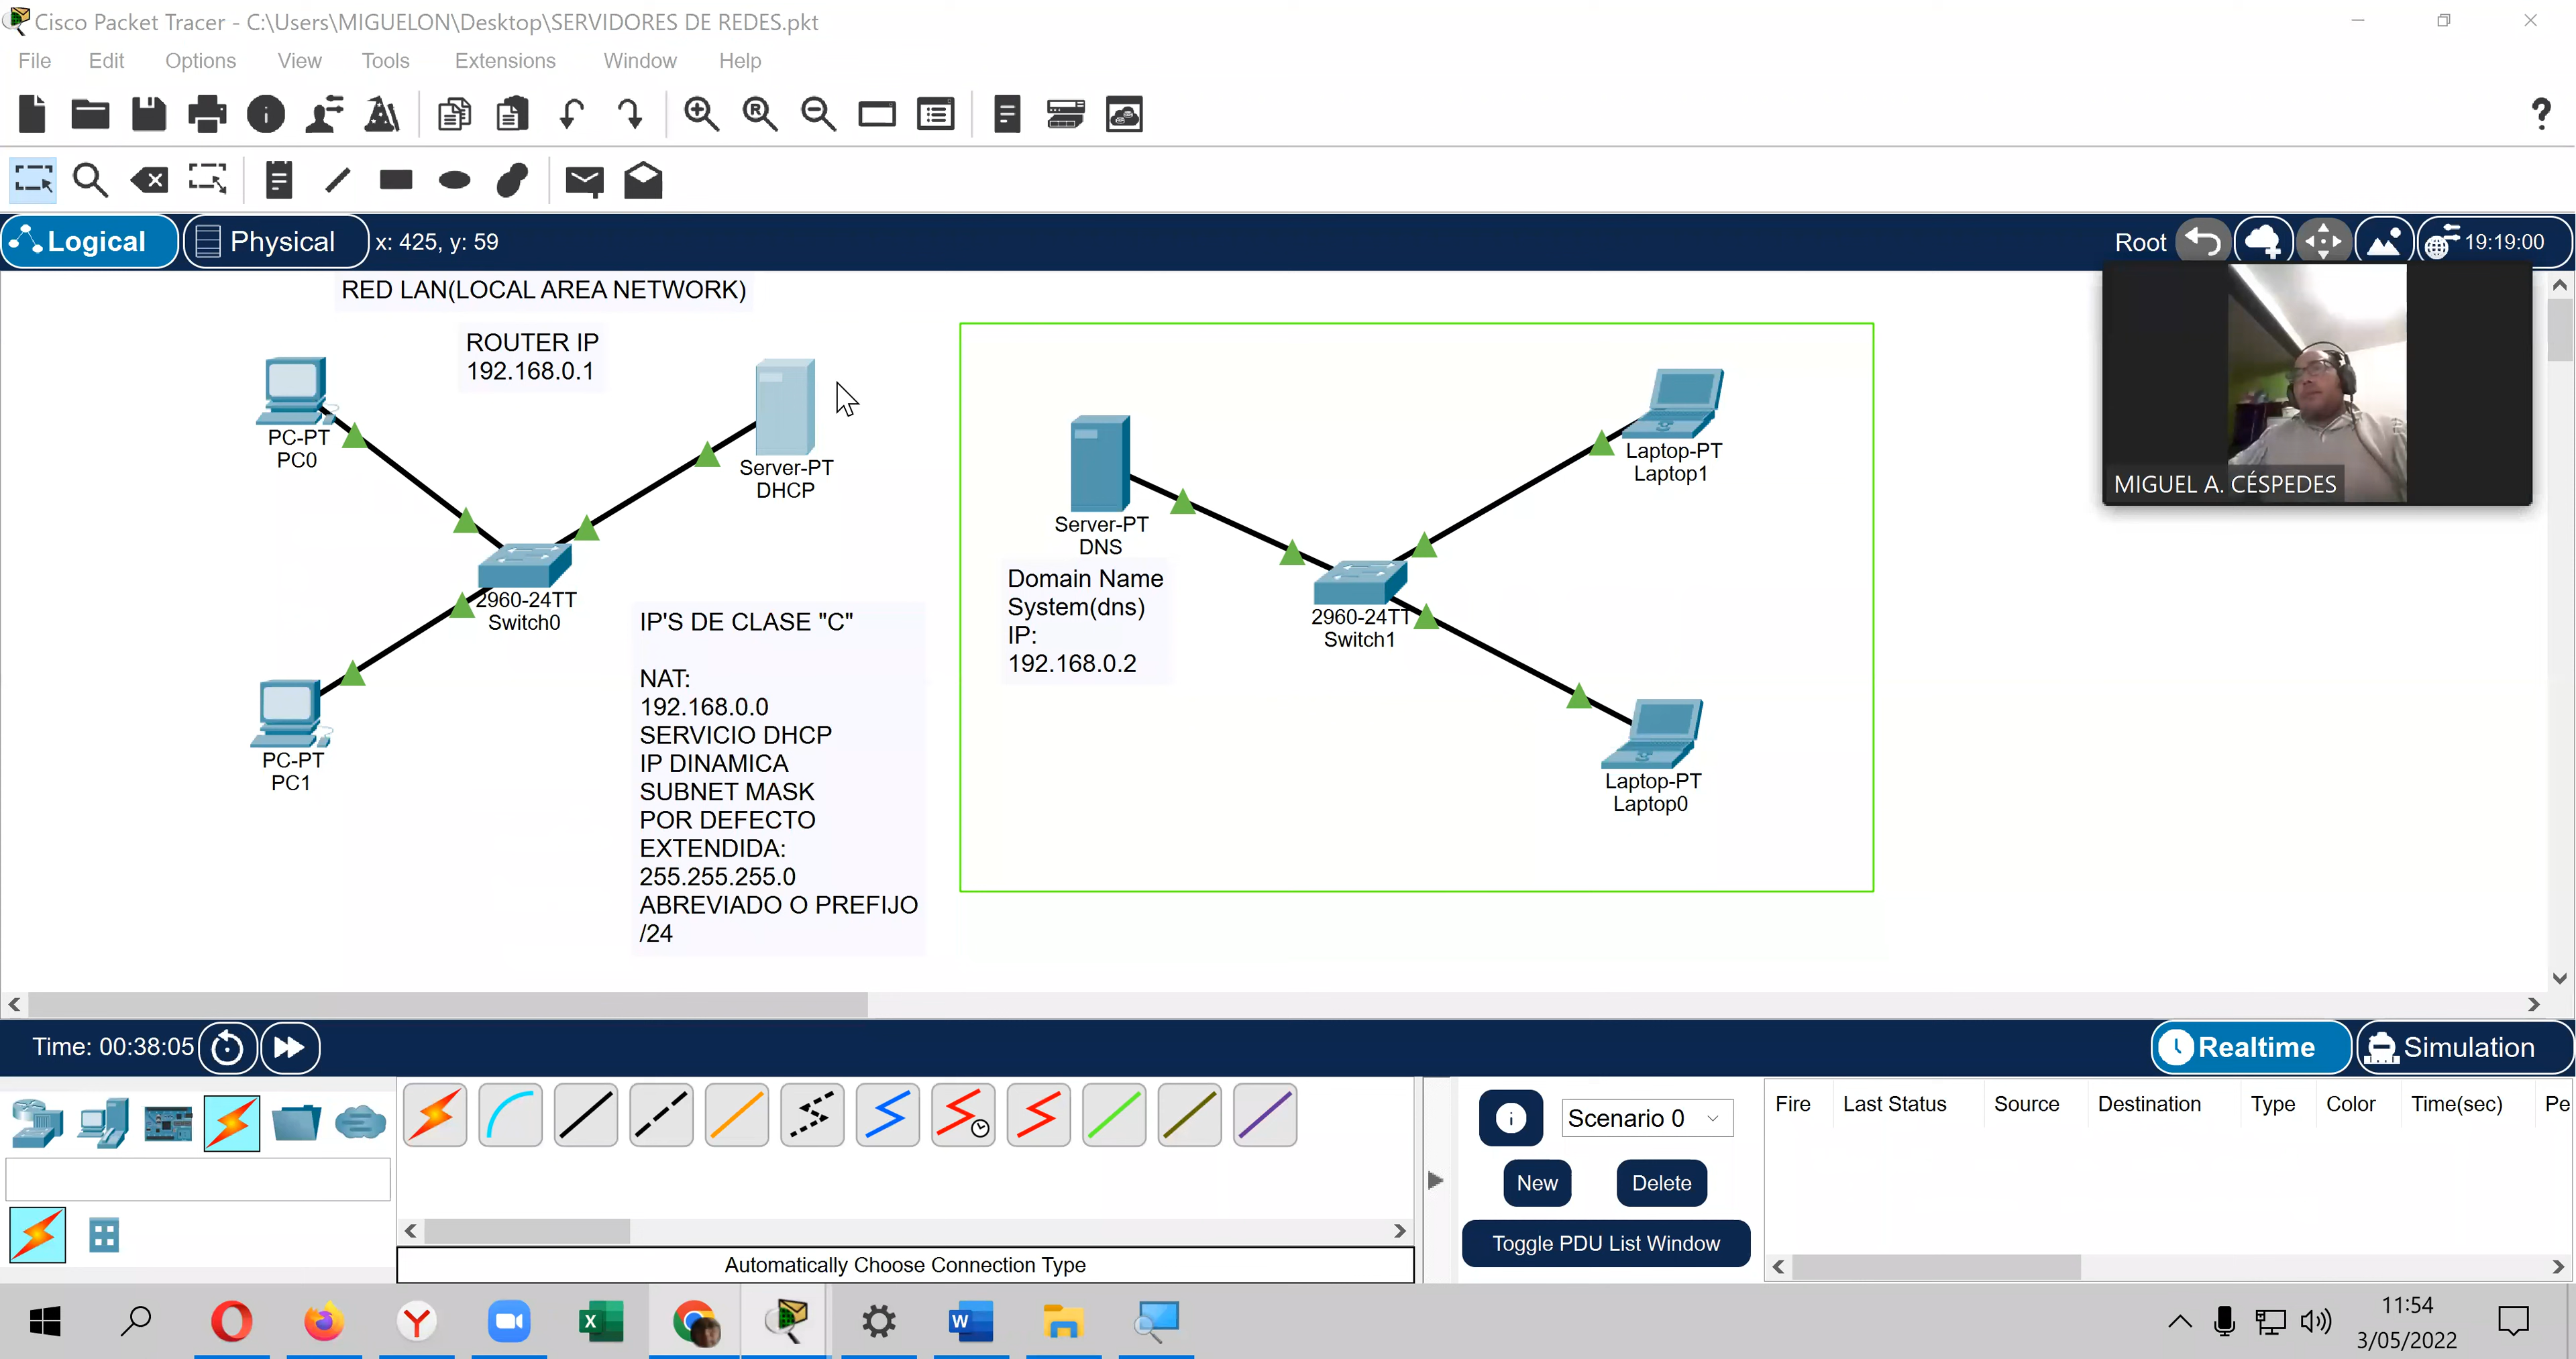 Cisco Packet Tracer - C:\Users\MIGUELON\Desktop\SERVIDORES DE REDES.pkt
File Edit Options View Tools Extensions Window Help
Logical Physical x: 425, y: 59 Root 19:19:00
RED LAN(LOCAL AREA NETWORK)
ROUTER IP
192.168.0.1
PC-PT
PC0
Server-PT
DHCP
2960-24TT
Switch0
PC-PT
PC1
IP'S DE CLASE "C"
NAT:
192.168.0.0
SERVICIO DHCP
IP DINAMICA
SUBNET MASK
POR DEFECTO
EXTENDIDA:
255.255.255.0
ABREVIADO O PREFIJO
/24
Server-PT
DNS
Domain Name
System(dns)
IP:
192.168.0.2
Laptop-PT
Laptop1
2960-24TT
Switch1
Laptop-PT
Laptop0
MIGUEL A. CÉSPEDES
Time: 00:38:05 Realtime Simulation
Scenario 0
New Delete
Toggle PDU List Window
Fire Last Status Source Destination Type Color Time(sec) Pe
Automatically Choose Connection Type
11:54
3/05/2022